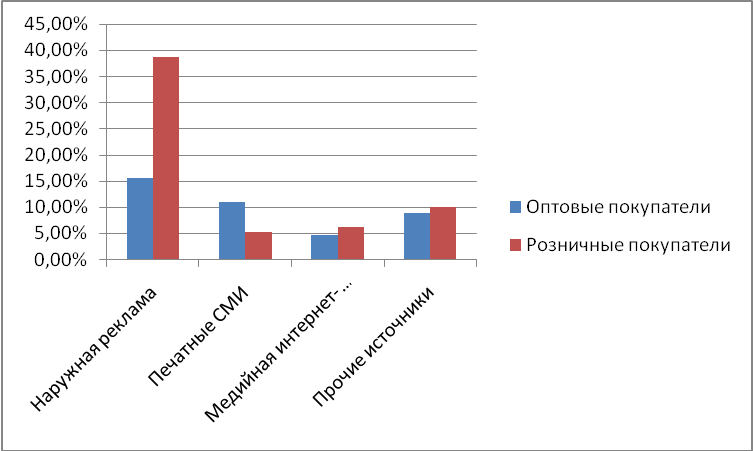 45,00%
40,00%
35,00%
30,00%
25,00%
20,00%
15,00%
10,00%
5,00%
0,00%
Наружная реклама
Печатные СМИ
Медийная интернет- ...
Прочие источники
Оптовые покупатели
Розничные покупатели